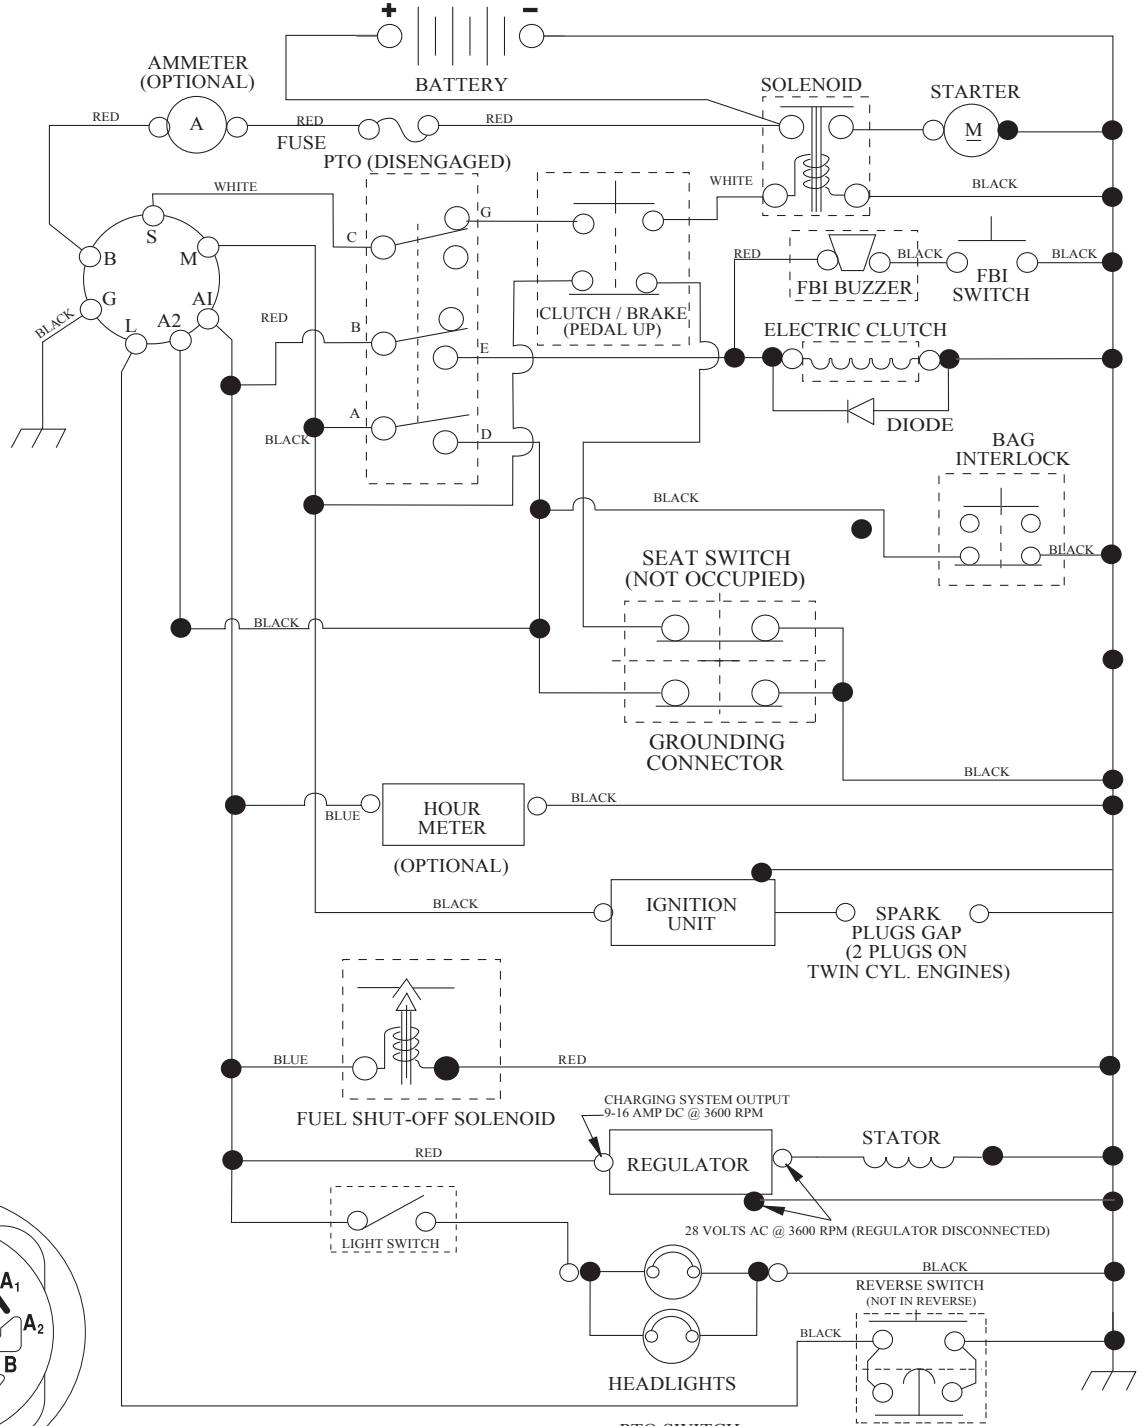 +
−
BATTERY
AMMETER
(OPTIONAL)
SOLENOID
STARTER
RED
A
RED
FUSE
RED
M
PTO (DISENGAGED)
WHITE
WHITE
BLACK
S
B
M
G
L
A2
A1
BLACK
C
G
B
E
A
D
RED
BLACK
CLUTCH / BRAKE
(PEDAL UP)
RED
BLACK
BLACK
FBI BUZZER
FBI
SWITCH
ELECTRIC CLUTCH
DIODE
BAG
INTERLOCK
BLACK
BLACK
SEAT SWITCH
(NOT OCCUPIED)
BLACK
GROUNDING
CONNECTOR
BLACK
HOUR
METER
BLUE
BLACK
(OPTIONAL)
BLACK
IGNITION
UNIT
SPARK
PLUGS GAP
(2 PLUGS ON
TWIN CYL. ENGINES)
BLUE
RED
FUEL SHUT-OFF SOLENOID
CHARGING SYSTEM OUTPUT
9-16 AMP DC @ 3600 RPM
RED
REGULATOR
STATOR
28 VOLTS AC @ 3600 RPM (REGULATOR DISCONNECTED)
LIGHT SWITCH
BLACK
REVERSE SWITCH
(NOT IN REVERSE)
BLACK
HEADLIGHTS
A1
A2
B
PTO SWITCH